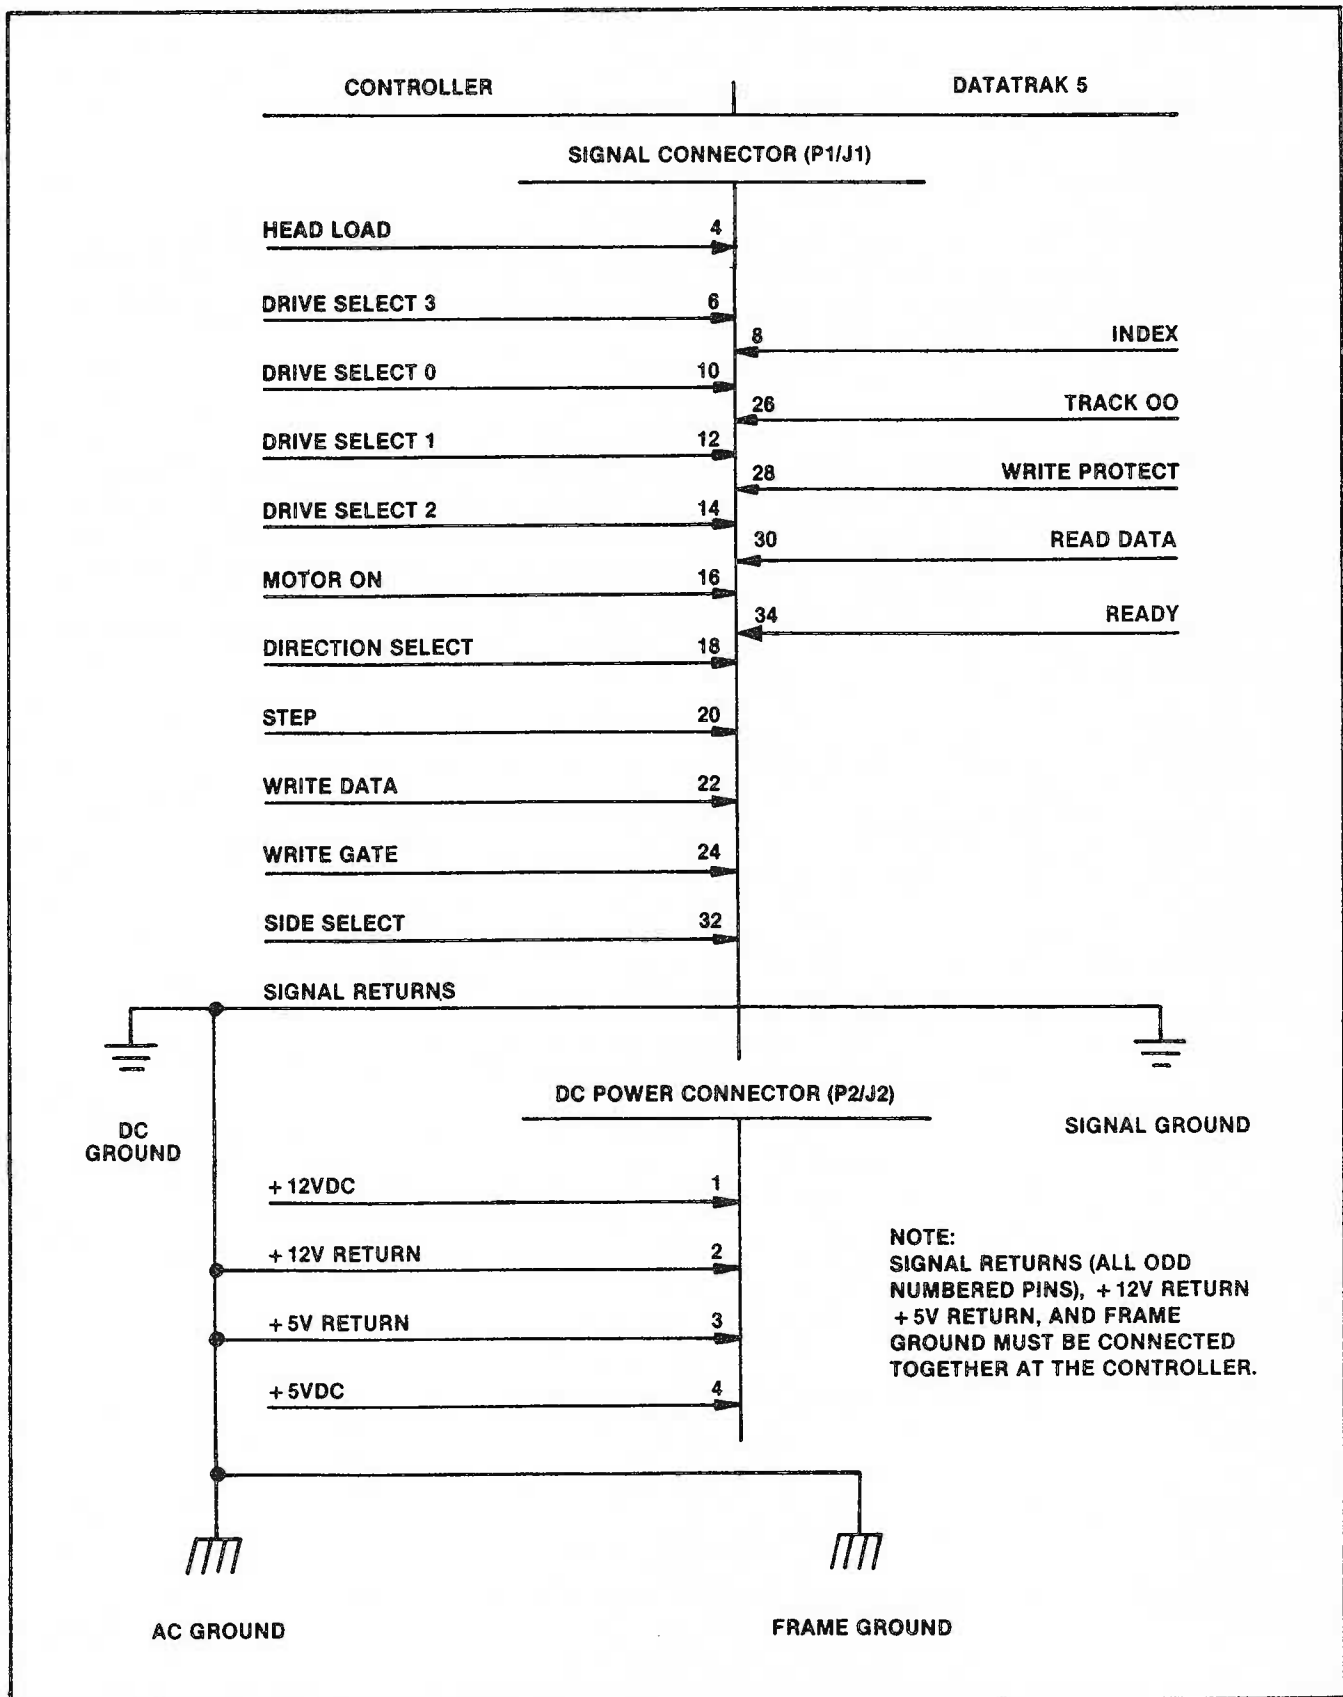 CONTROLLER
DATATRAK 5
SIGNAL CONNECTOR (P1/J1)
HEAD LOAD 4
DRIVE SELECT 3 6
8 INDEX
DRIVE SELECT 0 10
26 TRACK OO
DRIVE SELECT 1 12
28 WRITE PROTECT
DRIVE SELECT 2 14
30 READ DATA
MOTOR ON 16
34 READY
DIRECTION SELECT 18
STEP 20
WRITE DATA 22
WRITE GATE 24
SIDE SELECT 32
SIGNAL RETURNS
DC POWER CONNECTOR (P2/J2)
DC
GROUND
SIGNAL GROUND
+12VDC 1
+12V RETURN 2
+5V RETURN 3
+5VDC 4
NOTE:
SIGNAL RETURNS (ALL ODD
NUMBERED PINS), +12V RETURN
+5V RETURN, AND FRAME
GROUND MUST BE CONNECTED
TOGETHER AT THE CONTROLLER.
AC GROUND
FRAME GROUND